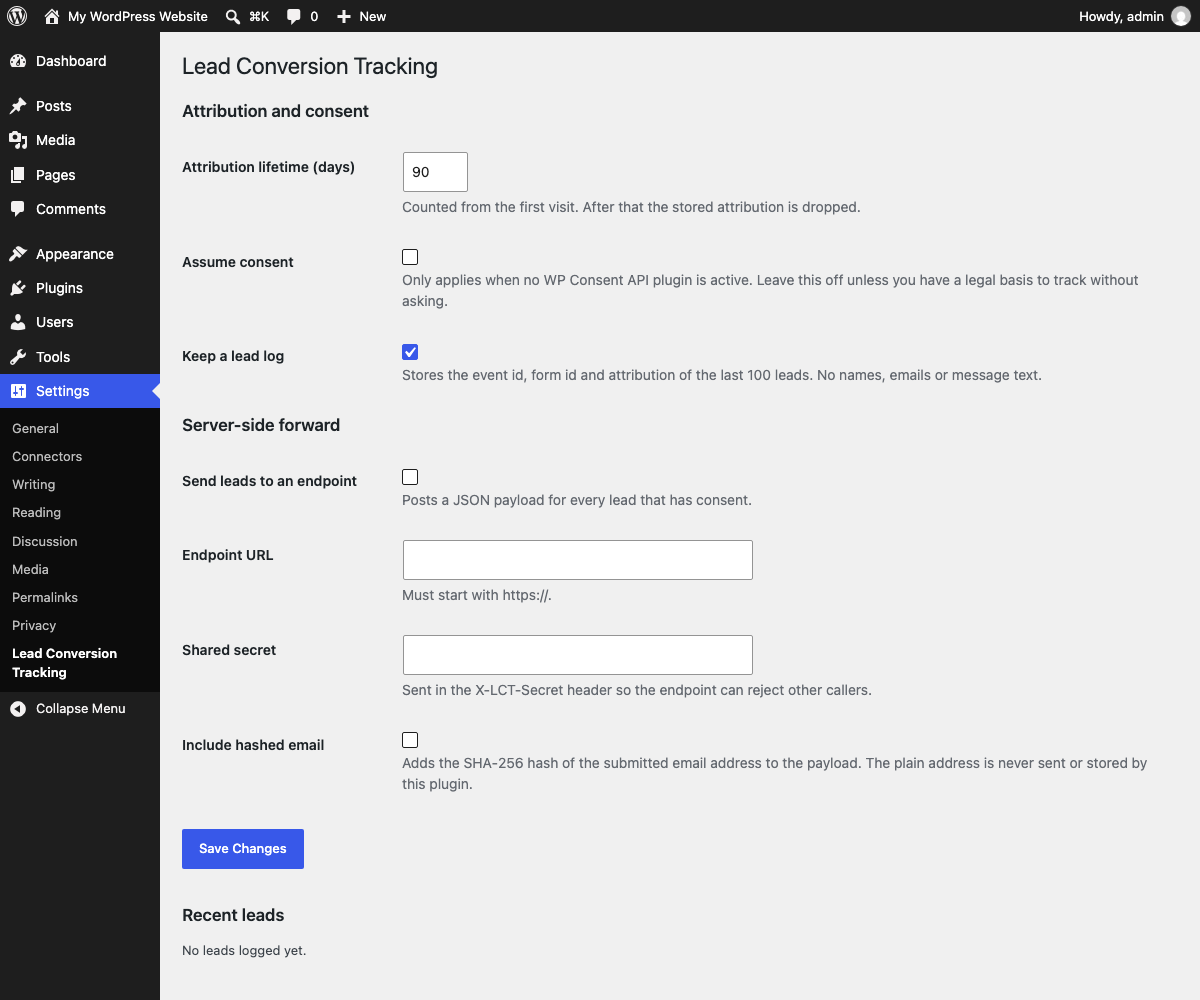 My WordPress Website
⌘K
0
New
Howdy, admin
Dashboard
Posts
Media
Pages
Comments
Appearance
Plugins
Users
Tools
Settings
General
Connectors
Writing
Reading
Discussion
Media
Permalinks
Privacy
Lead Conversion
Tracking
Collapse Menu
Lead Conversion Tracking
Attribution and consent
Attribution lifetime (days)
90
Counted from the first visit. After that the stored attribution is dropped.
Assume consent
Only applies when no WP Consent API plugin is active. Leave this off unless you have a legal basis to track without
asking.
Keep a lead log
Stores the event id, form id and attribution of the last 100 leads. No names, emails or message text.
Server-side forward
Send leads to an endpoint
Posts a JSON payload for every lead that has consent.
Endpoint URL
Must start with https://.
Shared secret
Sent in the X-LCT-Secret header so the endpoint can reject other callers.
Include hashed email
Adds the SHA-256 hash of the submitted email address to the payload. The plain address is never sent or stored by
this plugin.
Save Changes
Recent leads
No leads logged yet.